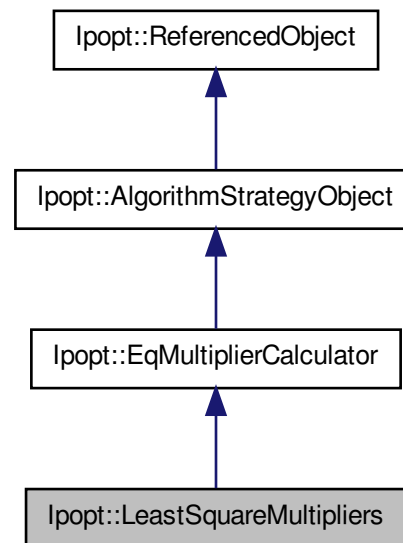 Ipopt::ReferencedObject
Ipopt::AlgorithmStrategyObject
Ipopt::EqMultiplierCalculator
Ipopt::LeastSquareMultipliers